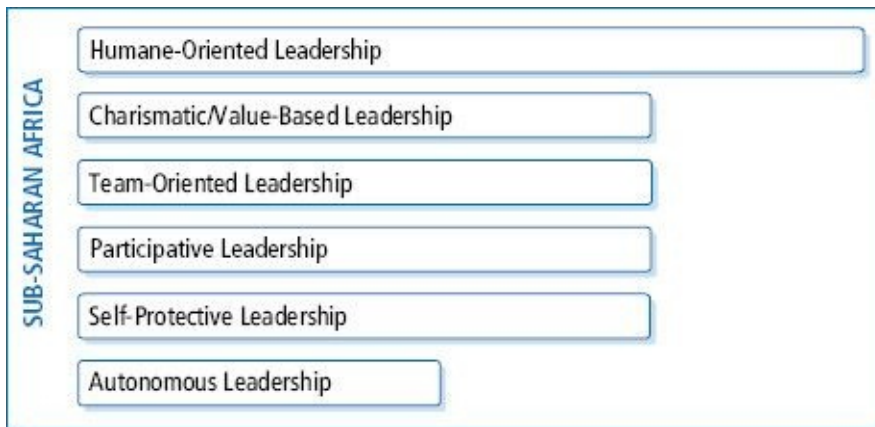 SUB-SAHARAN AFRICA
Humane-Oriented Leadership
Charismatic/Value-Based Leadership
Team-Oriented Leadership
Participative Leadership
Self-Protective Leadership
Autonomous Leadership